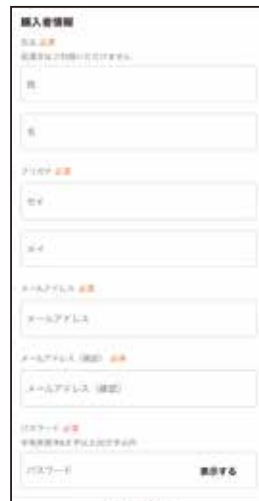 購入者情報
氏名 必須
姓
名
フリガナ 必須
セイ
メイ
メールアドレス 必須
メールアドレス
メールアドレス (確認) 必須
メールアドレス (確認)
パスワード 必須
パスワード 表示する